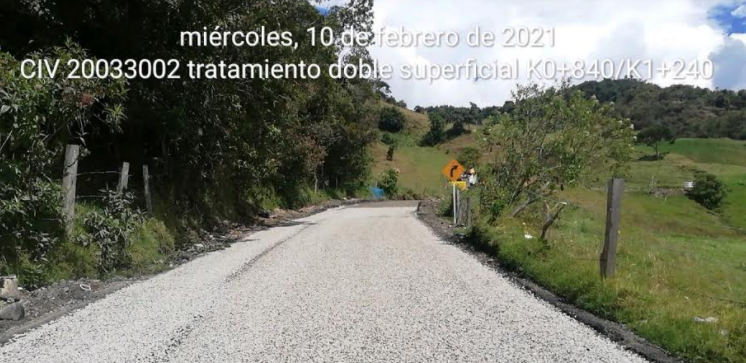 miércoles, 10 de febrero de 2021
CIV 20033002 tratamiento doble superficial K0+840/K1+240